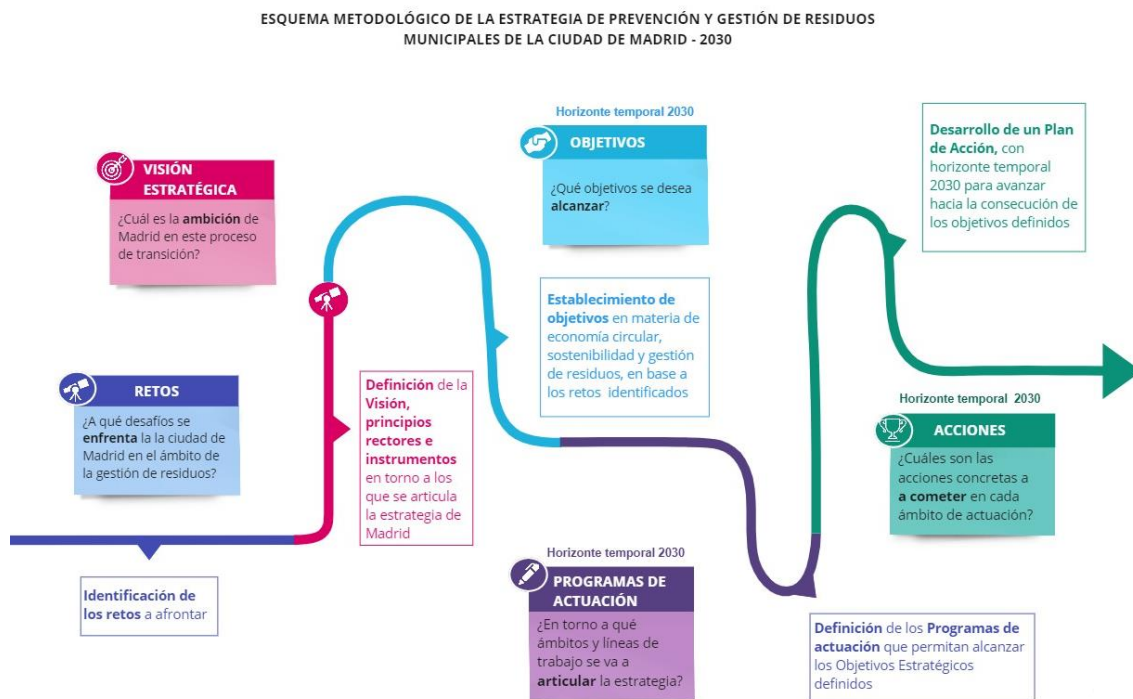 ESQUEMA METODOLÓGICO DE LA ESTRATEGIA DE PREVENCIÓN Y GESTIÓN DE RESIDUOS
MUNICIPALES DE LA CIUDAD DE MADRID - 2030
RETOS
¿A qué desafíos se
enfrenta la la ciudad de
Madrid en el ámbito de
la gestión de residuos?
Identificación de
los retos a afrontar
VISIÓN
ESTRATÉGICA
¿Cuál es la ambición de
Madrid en este proceso
de transición?
Definición de la
Visión,
principios
rectores e
instrumentos
en torno a los
que se articula
la estrategia de
Madrid
Horizonte temporal 2030
OBJETIVOS
¿Qué objetivos se desea
alcanzar?
Establecimiento de
objetivos en materia de
economía circular,
sostenibilidad y gestión
de residuos, en base a
los retos identificados
Horizonte temporal 2030
PROGRAMAS DE
ACTUACIÓN
¿En torno a qué
ámbitos y líneas de
trabajo se va a
articular la estrategia?
Definición de los Programas de
actuación que permitan alcanzar
los Objetivos Estratégicos
definidos
Desarrollo de un Plan
de Acción, con
horizonte temporal
2030 para avanzar
hacia la consecución de
los objetivos definidos
Horizonte temporal 2030
ACCIONES
¿Cuáles son las
acciones concretas a
a cometer en cada
ámbito de actuación?